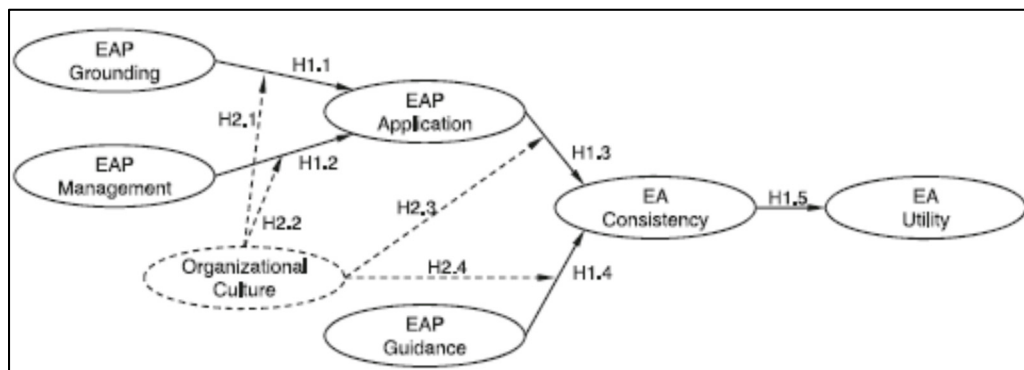 EAP
Grounding
H1.1
EAP
Application
H2.1
H1.2
EAP
Management
H1.3
H2.3
H2.2
EA
Consistency
H1.5
EA
Utility
Organizational
Culture
H2.4
H1.4
EAP
Guidance